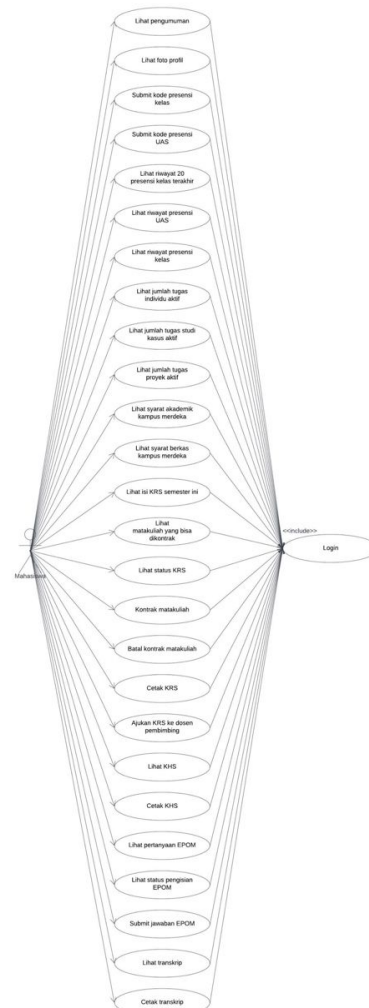 Lihat pengumuman
Lihat foto profil
Submit kode presensi
kelas
Submit kode presensi
UAS
Lihat riwayat 20
presensi kelas terakhir
Lihat riwayat presensi
UAS
Lihat riwayat presensi
kelas
Lihat jumlah tugas
individu aktif
Lihat jumlah tugas studi
kasus aktif
Lihat jumlah tugas
proyek aktif
Lihat syarat akademik
kampus merdeka
Lihat syarat berkas
kampus merdeka
Lihat isi KRS semester ini
Lihat
matakuliah yang bisa
dikontrak
<<include>>
Login
Mahasiswa
Lihat status KRS
Kontrak matakuliah
Batal kontrak matakuliah
Cetak KRS
Ajukan KRS ke dosen
pembimbing
Lihat KHS
Cetak KHS
Lihat pertanyaan EPOM
Lihat status pengisian
EPOM
Submit jawaban EPOM
Lihat transkrip
Cetak transkrip